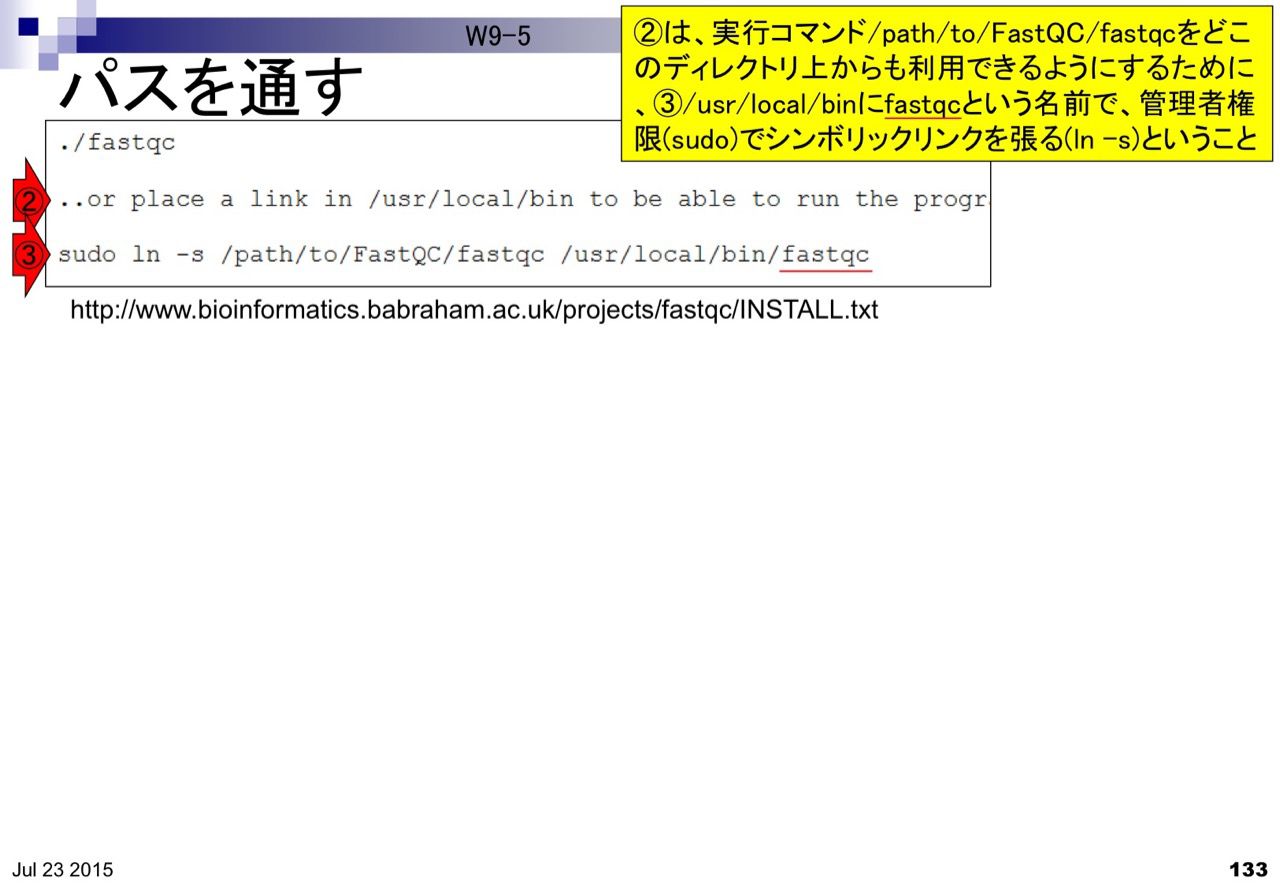 W9-5
パスを通す
②は、実行コマンド/path/to/FastQC/fastqcをどこ
のディレクトリ上からも利用できるようにするために
、③/usr/local/binにfastqcという名前で、管理者権
限(sudo)でシンボリックリンクを張る(ln -s)ということ
./fastqc
② ..or place a link in /usr/local/bin to be able to run the progr
③ sudo ln -s /path/to/FastQC/fastqc /usr/local/bin/fastqc
http://www.bioinformatics.babraham.ac.uk/projects/fastqc/INSTALL.txt
Jul 23 2015
133